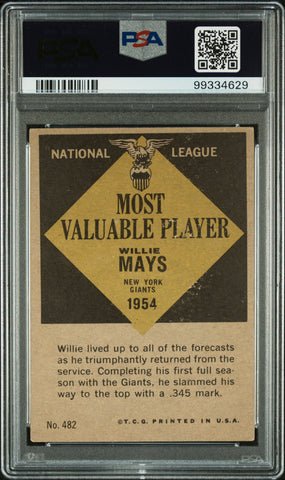 PSA
99334629
NATIONAL LEAGUE
MOST
VALUABLE PLAYER
WILLIE
MAYS
NEW YORK
GIANTS
1954
Willie lived up to all of the forecasts
as he triumphantly returned from the
service. Completing his first full sea-
son with the Giants, he slammed his
way to the top with a .345 mark.
No. 482
©T.C.G. PRINTED IN U.S.A.